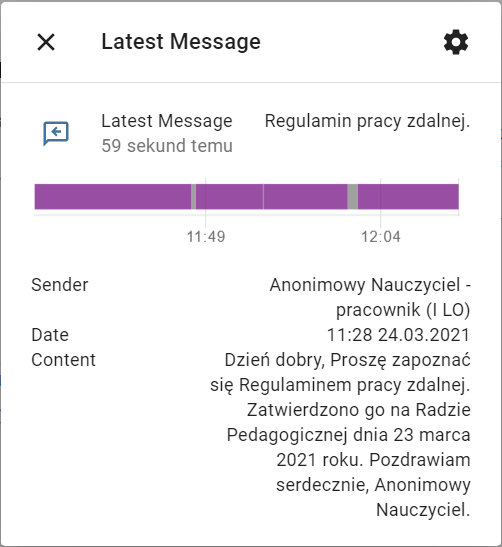 Latest Message
Latest Message
Regulamin pracy zdalnej.
59 sekund temu
11:49
12:04
Sender
Anonimowy Nauczyciel -
pracownik (I LO)
Date
11:28 24.03.2021
Content
Dzień dobry, Proszę zapoznać
się Regulaminem pracy zdalnej.
Zatwierdzono go na Radzie
Pedagogicznej dnia 23 marca
2021 roku. Pozdrawiam
serdecznie, Anonimowy
Nauczyciel.